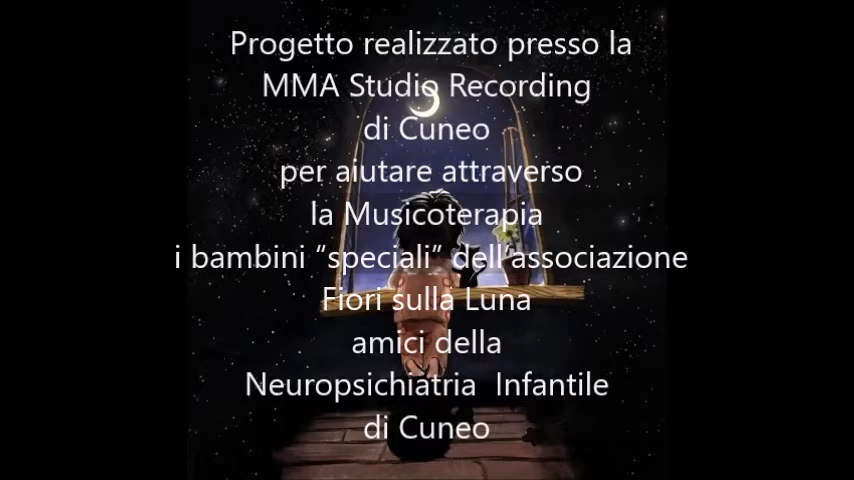 Progetto realizzato presso la
MMA Studio Recording
di Cuneo
per aiutare attraverso
la Musicoterapia
i bambini “speciali” dell’associazione
Fiori sulla Luna
amici della
Neuropsichiatria Infantile
di Cuneo